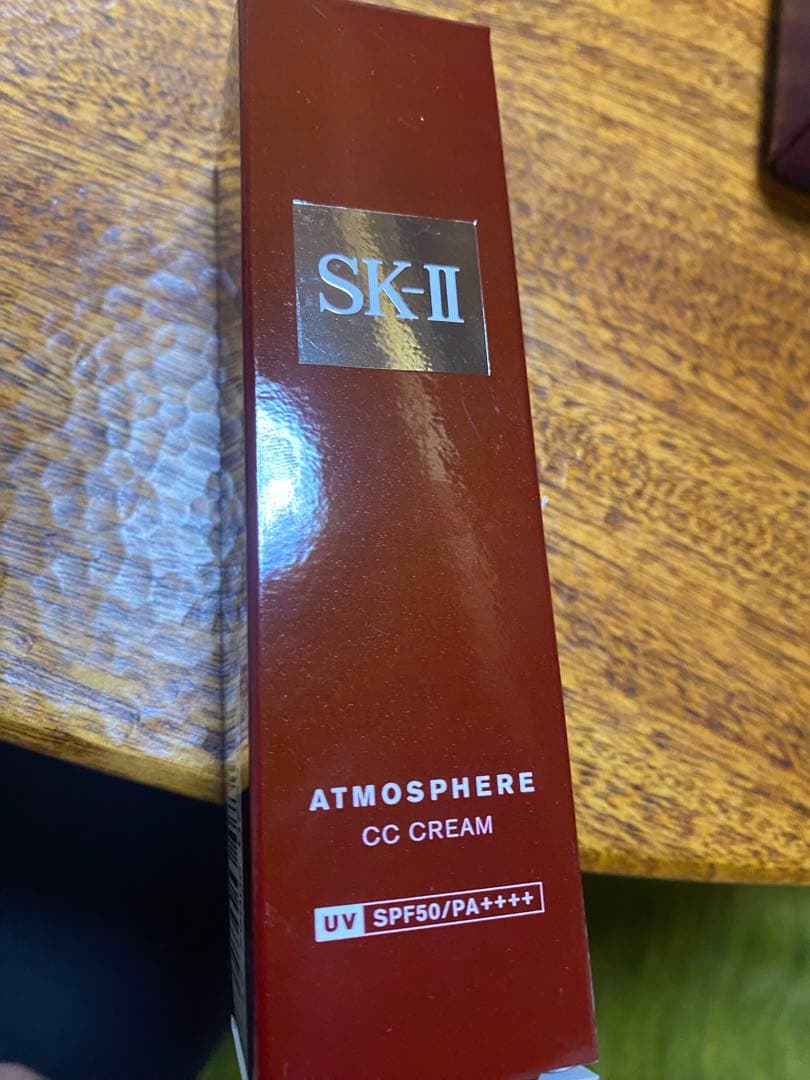 SK-II
ATMOSPHERE
CC CREAM
UV SPF50/PA++++